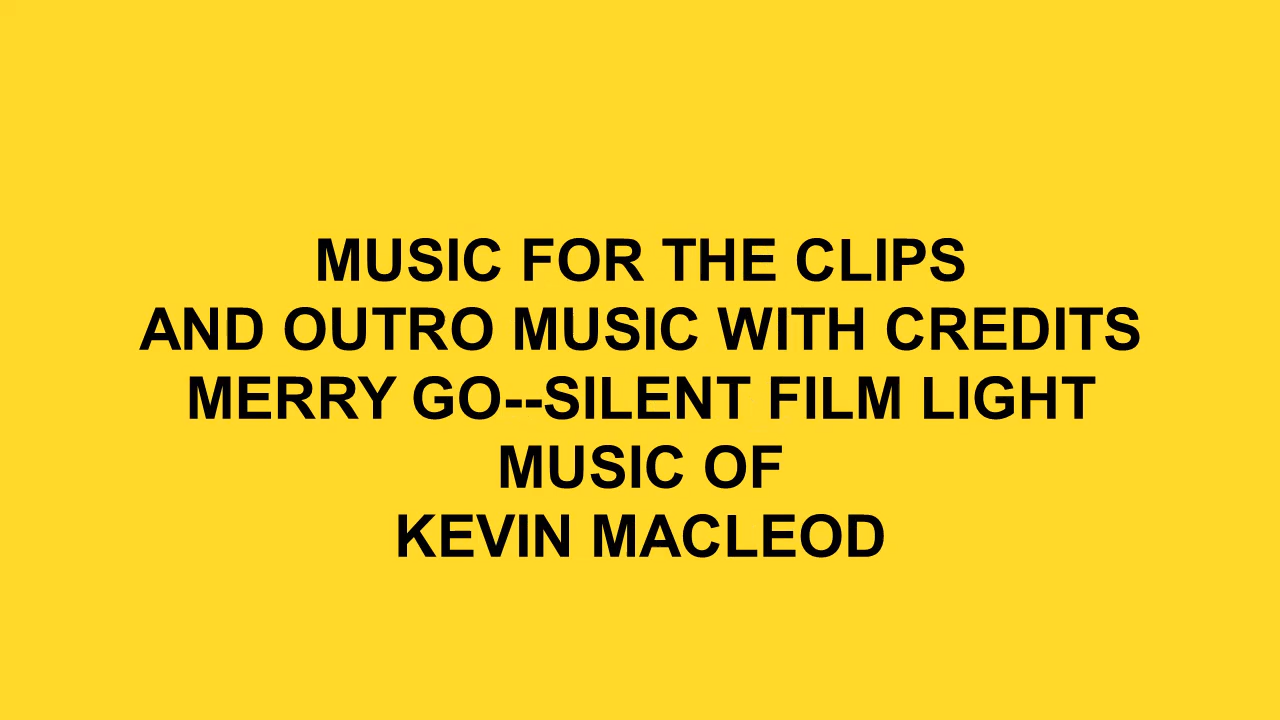 MUSIC FOR THE CLIPS
AND OUTRO MUSIC WITH CREDITS
MERRY GO--SILENT FILM LIGHT
MUSIC OF
KEVIN MACLEOD